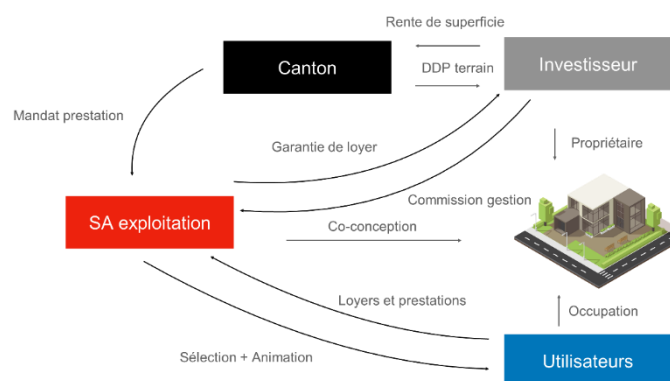 Rente de superficie
Canton
DDP terrain
Investisseur
Mandat prestation
Garantie de loyer
Propriétaire
Commission gestion
SA exploitation
Co-conception
Loyers et prestations
Occupation
Sélection + Animation
Utilisateurs